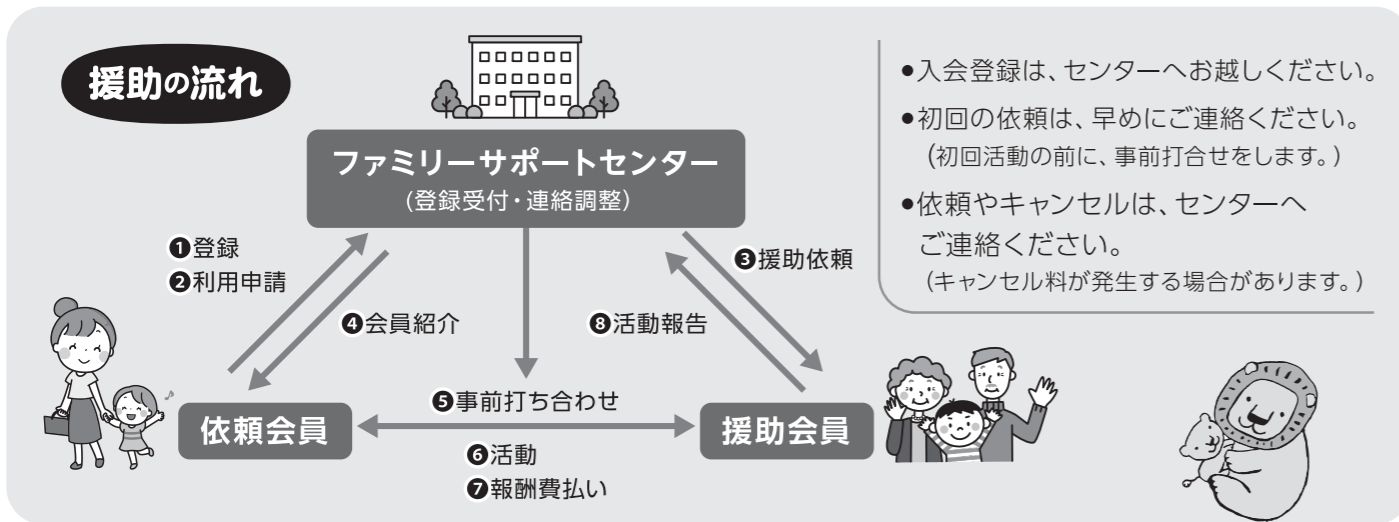 援助の流れ
ファミリーサポートセンター
(登録受付・連絡調整)
❶登録
❷利用申請
❸援助依頼
❹会員紹介
❽活動報告
❺事前打ち合わせ
依頼会員
援助会員
❻活動
❼報酬費払い
●入会登録は、センターへお越しください。
●初回の依頼は、早めにご連絡ください。
(初回活動の前に、事前打合せをします。)
●依頼やキャンセルは、センターへ
ご連絡ください。
(キャンセル料が発生する場合があります。)